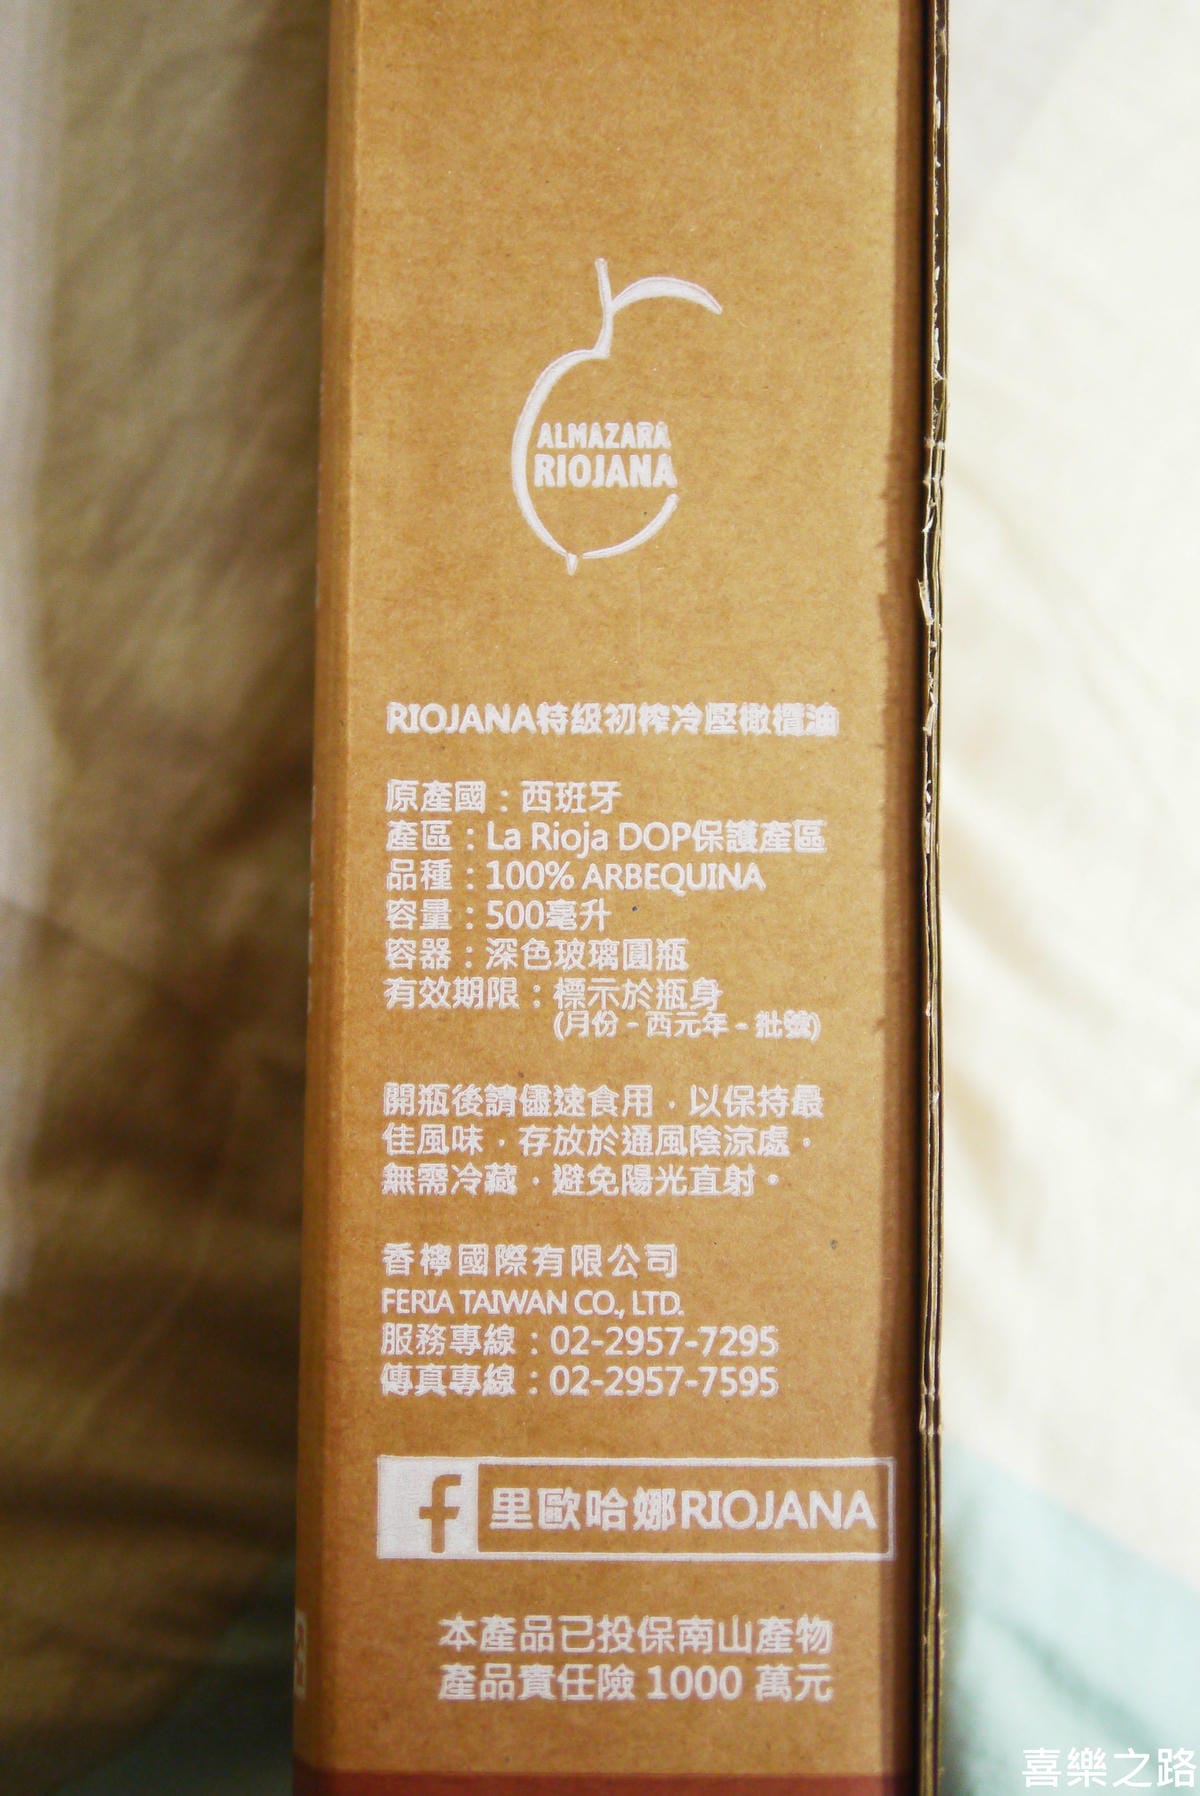 ALMAZARA
RIOJANA
RIOJANA特級初榨冷壓橄欖油
原產國：西班牙
產區：La Rioja DOP保護產區
品種：100% ARBEQUINA
容量：500毫升
容器：深色玻璃圓瓶
有效期限：標示於瓶身
(月份－西元年－批號)
開瓶後請儘速食用，以保持最
佳風味，存放於通風陰涼處，
無需冷藏，避免陽光直射。
香檸國際有限公司
FERIA TAIWAN CO., LTD.
服務專線：02-2957-7295
傳真專線：02-2957-7595
f 里歐哈娜RIOJANA
本產品已投保南山產物
產品責任險 1000 萬元
喜樂之路